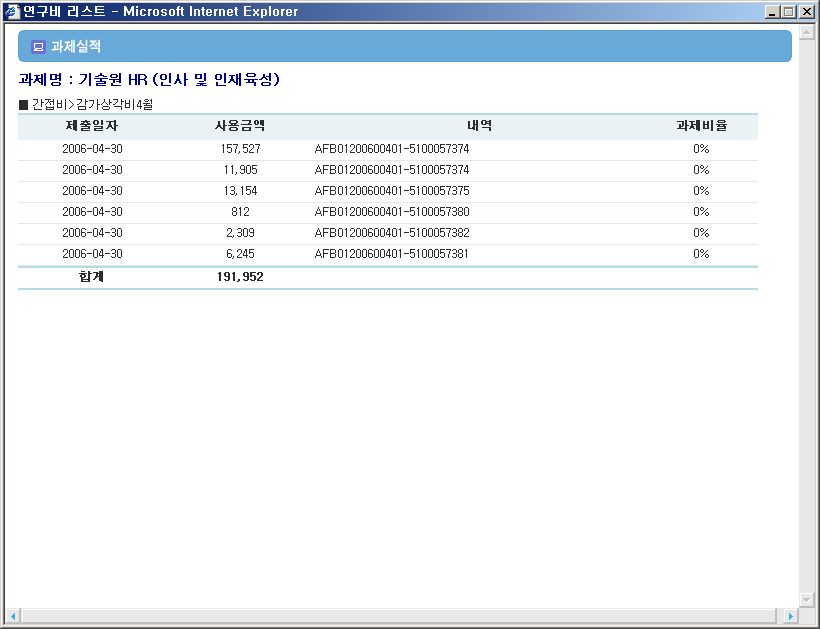 연구비 리스트 - Microsoft Internet Explorer
과제실적
과제명 : 기술원 HR (인사 및 인재육성)
■ 간접비>감가상각비4월
제출일자 사용금액 내역 과제비율
2006-04-30 157,527 AFB01200600401-5100057374 0%
2006-04-30 11,905 AFB01200600401-5100057374 0%
2006-04-30 13,154 AFB01200600401-5100057375 0%
2006-04-30 812 AFB01200600401-5100057380 0%
2006-04-30 2,309 AFB01200600401-5100057382 0%
2006-04-30 6,245 AFB01200600401-5100057381 0%
합계 191,952